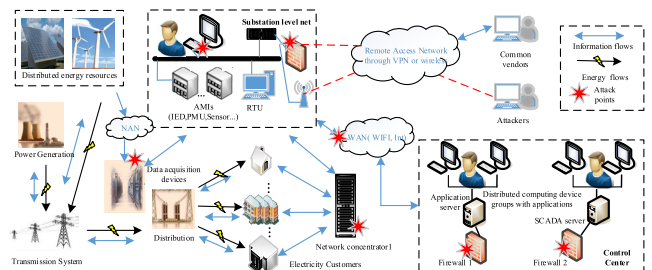 Substation level net
Distributed energy resources
AMIs
(IED,PMU,Sensor...)
RTU
Remote Access Network
through VPN or wireless
Common
vendors
Attackers
Information flows
Energy flows
Attack
points
NAN
Power Generation
Data acquisition
devices
WAN( WIFI, Int)
Distribution
Transmission System
Electricity Customers
Network concentrator1
Distributed computing device
groups with applications
Application
server
SCADA server
Firewall 1
Firewall 2
Control
Center